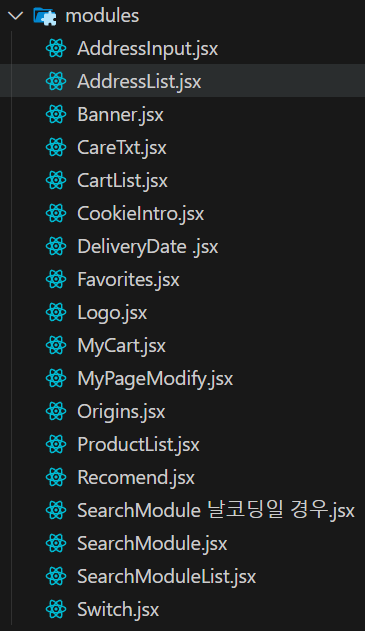 modules
AddressInput.jsx
AddressList.jsx
Banner.jsx
CareTxt.jsx
CartList.jsx
CookieIntro.jsx
DeliveryDate .jsx
Favorites.jsx
Logo.jsx
MyCart.jsx
MyPageModify.jsx
Origins.jsx
ProductList.jsx
Recomend.jsx
SearchModule 날코딩일 경우.jsx
SearchModule.jsx
SearchModuleList.jsx
Switch.jsx